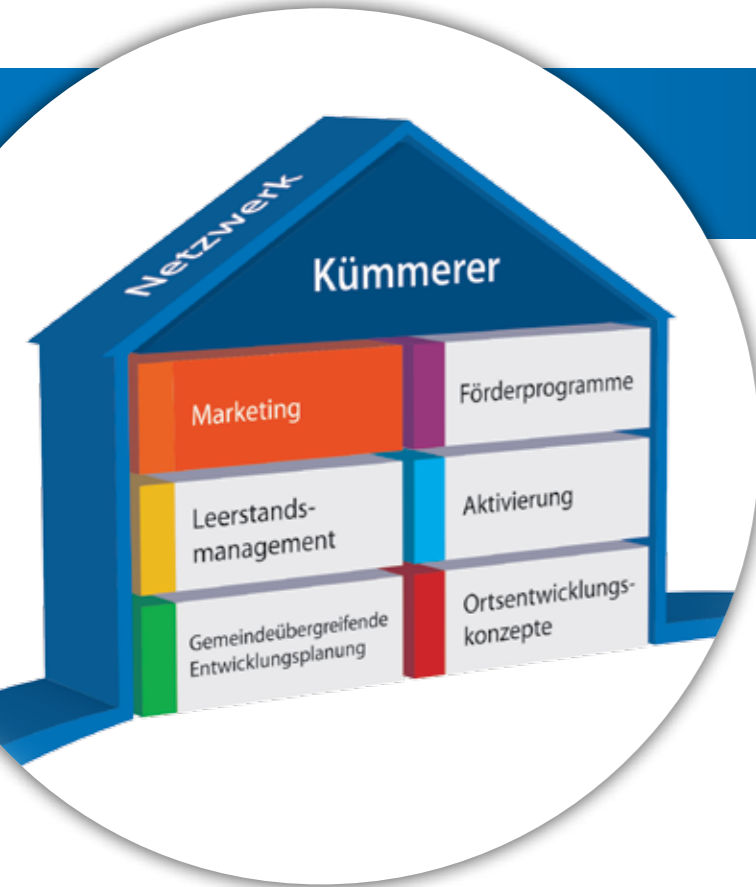 Netzwerk
Kümmerer
Marketing
Förderprogramme
Leerstands-
management
Aktivierung
Gemeindeübergreifende
Entwicklungsplanung
Ortsentwicklungs-
konzepte